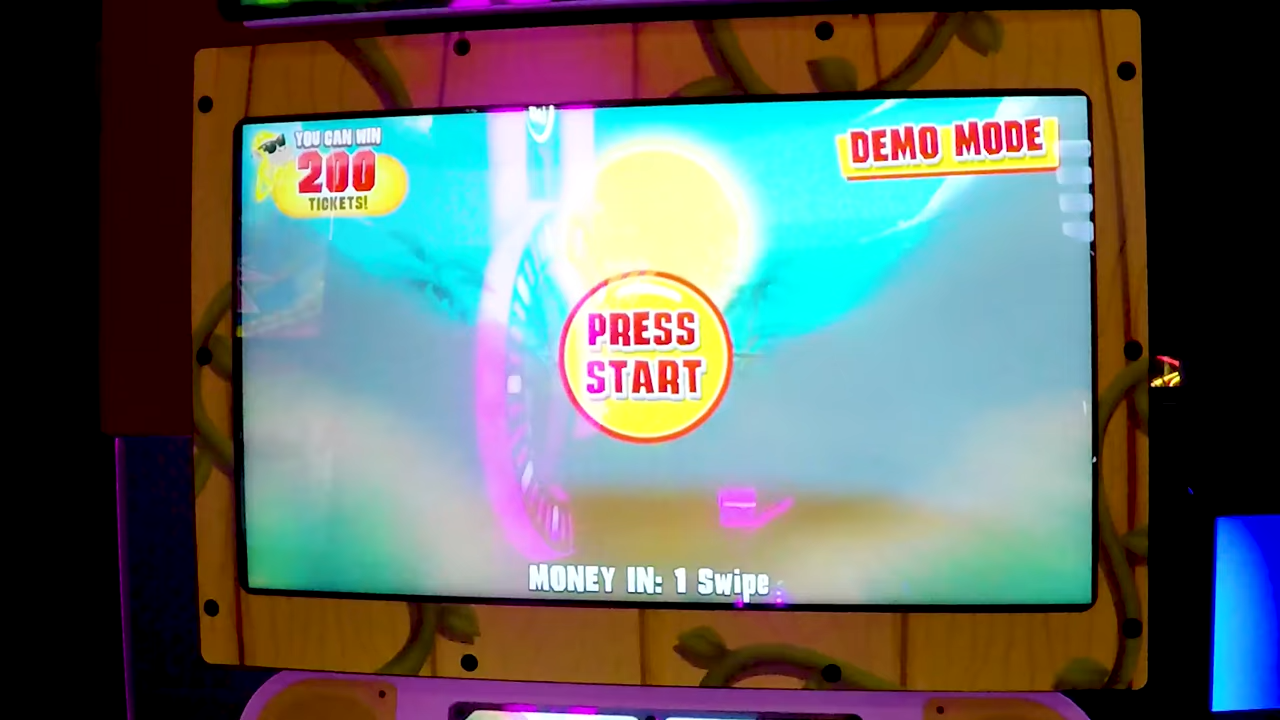 YOU CAN WIN
200
TICKETS!
DEMO MODE
PRESS
START
MONEY IN: 1 Swipe